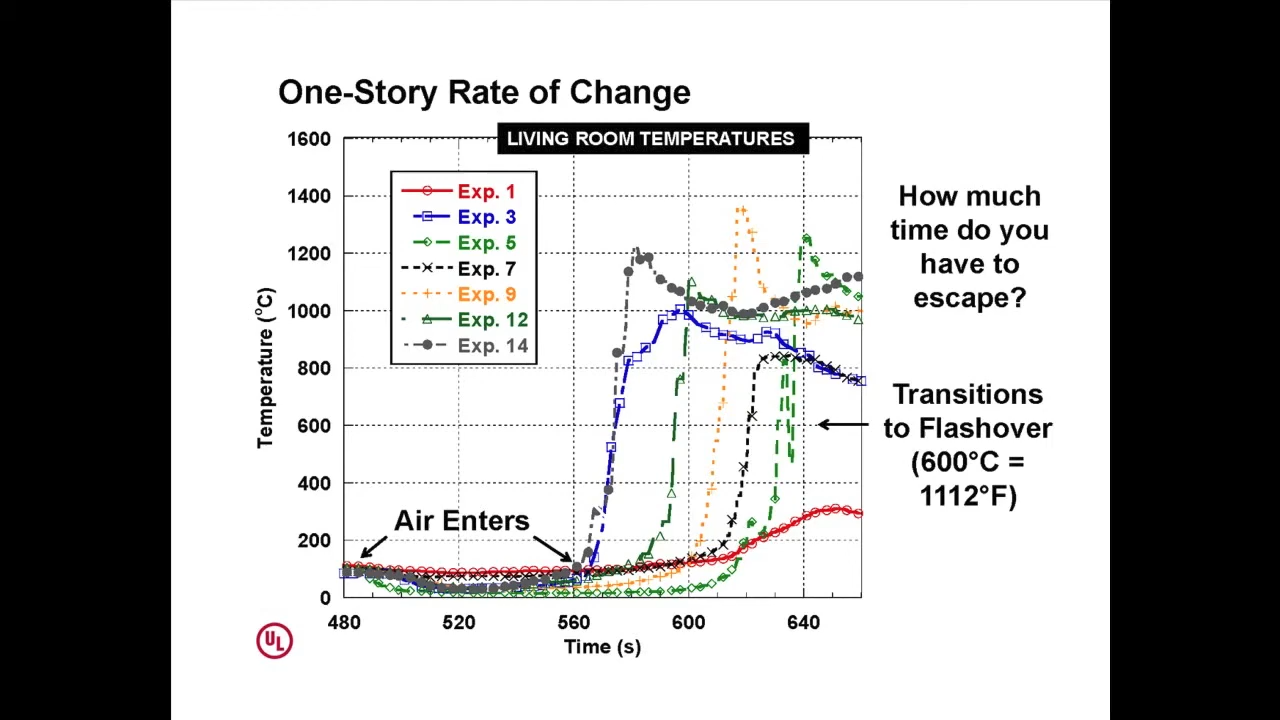 One-Story Rate of Change
LIVING ROOM TEMPERATURES
1600
1400
1200
1000
800
600
400
200
0
Temperature (°C)
Exp. 1
Exp. 3
Exp. 5
Exp. 7
Exp. 9
Exp. 12
Exp. 14
Air Enters
480
520
560
600
640
Time (s)
How much
time do you
have to
escape?
Transitions
to Flashover
(600°C =
1112°F)
UL